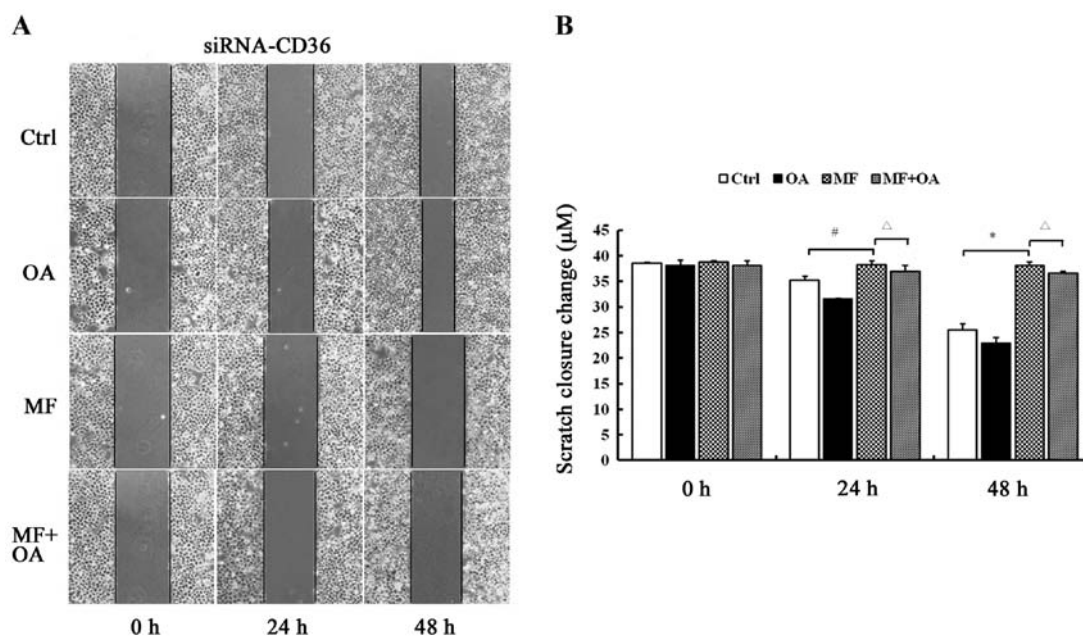 A
siRNA-CD36
Ctrl
OA
MF
MF+
OA
0 h 24 h 48 h
B
Ctrl OA MF MF+OA
Scratch closure change (μM)
45
40
35
30
25
20
15
10
5
0
# △ * △
0 h 24 h 48 h